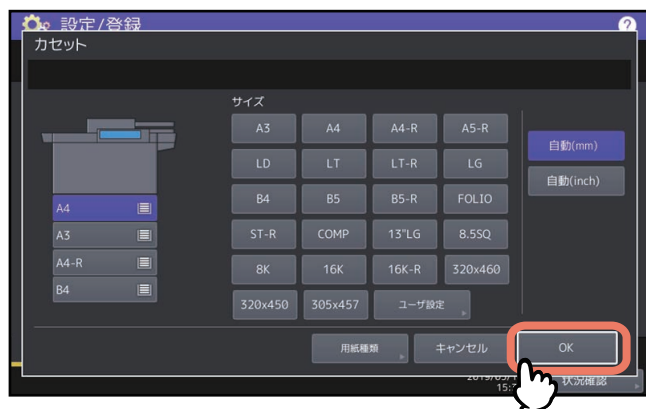 設定/登録 ?
カセット
サイズ
A3 A4 A4-R A5-R
自動(mm)
LD LT LT-R LG
自動(inch)
B4 B5 B5-R FOLIO
A4
A3
ST-R COMP 13"LG 8.5SQ
A4-R
8K 16K 16K-R 320x460
B4
320x450 305x457 ユーザ設定
用紙種類 キャンセル OK
状況確認